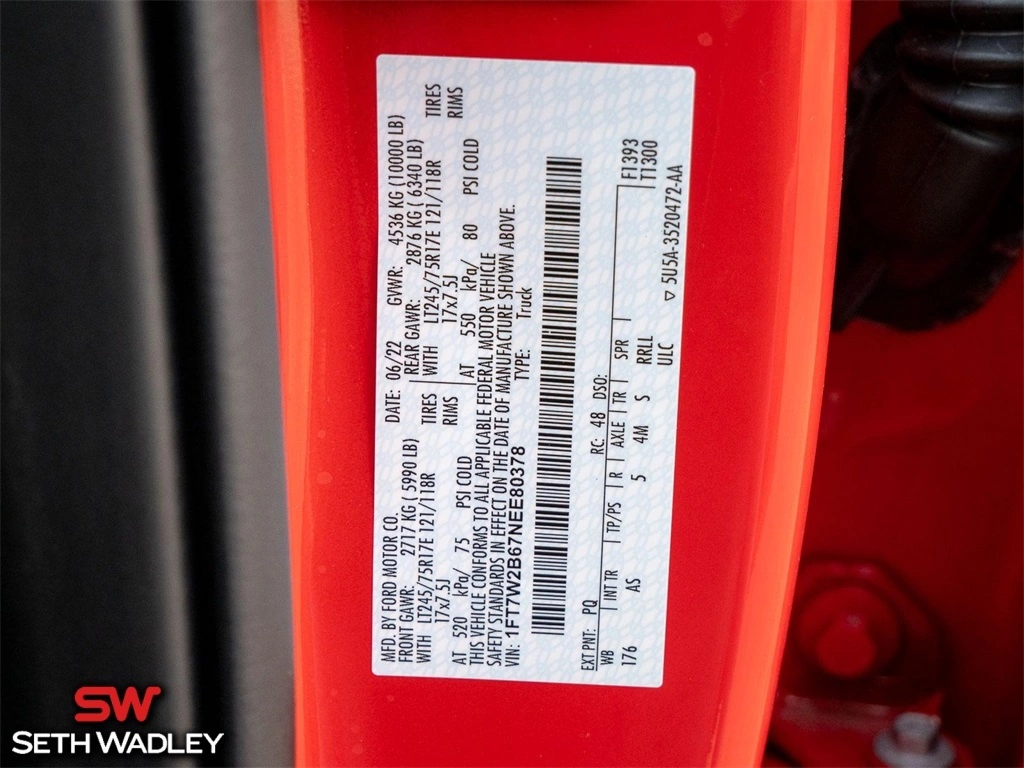 MFD. BY FORD MOTOR CO.
DATE: 06/22
GVWR: 4536 KG (10000 LB)
FRONT GAWR: 2717 KG ( 5990 LB)
REAR GAWR: 2876 KG ( 6340 LB)
WITH LT245/75R17E 121/118R TIRES
WITH LT245/75R17E 121/118R TIRES
17x7.5J RIMS
17x7.5J RIMS
AT 520 kPa/ 75 PSI COLD
AT 550 kPa/ 80 PSI COLD
THIS VEHICLE CONFORMS TO ALL APPLICABLE FEDERAL MOTOR VEHICLE
SAFETY STANDARDS IN EFFECT ON THE DATE OF MANUFACTURE SHOWN ABOVE.
VIN: 1FT7W2B67NEE80378
TYPE: Truck
EXT PNT: PQ RC: 48 DSO:
WB INT TR TP/PS R AXLE TR SPR F1393
176 AS 5 4M S RRLL T1300
ULC ▽ 5U5A-3520472-AA
SW
SETH WADLEY